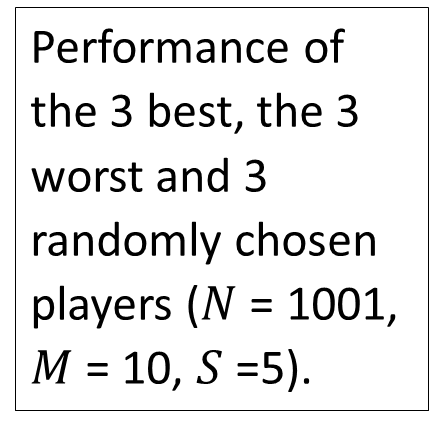 Performance of
the 3 best, the 3
worst and 3
randomly chosen
players (N = 1001,
M = 10, S =5).